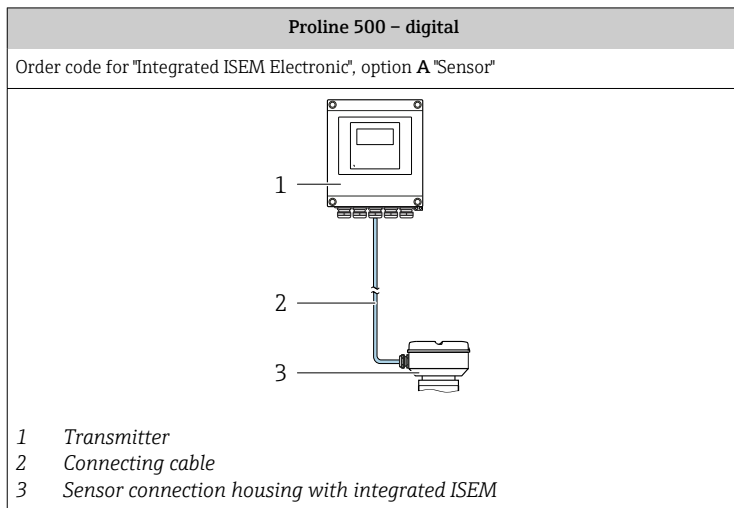 Proline 500 – digital
Order code for "Integrated ISEM Electronic", option A "Sensor"
1
2
3
1 Transmitter
2 Connecting cable
3 Sensor connection housing with integrated ISEM